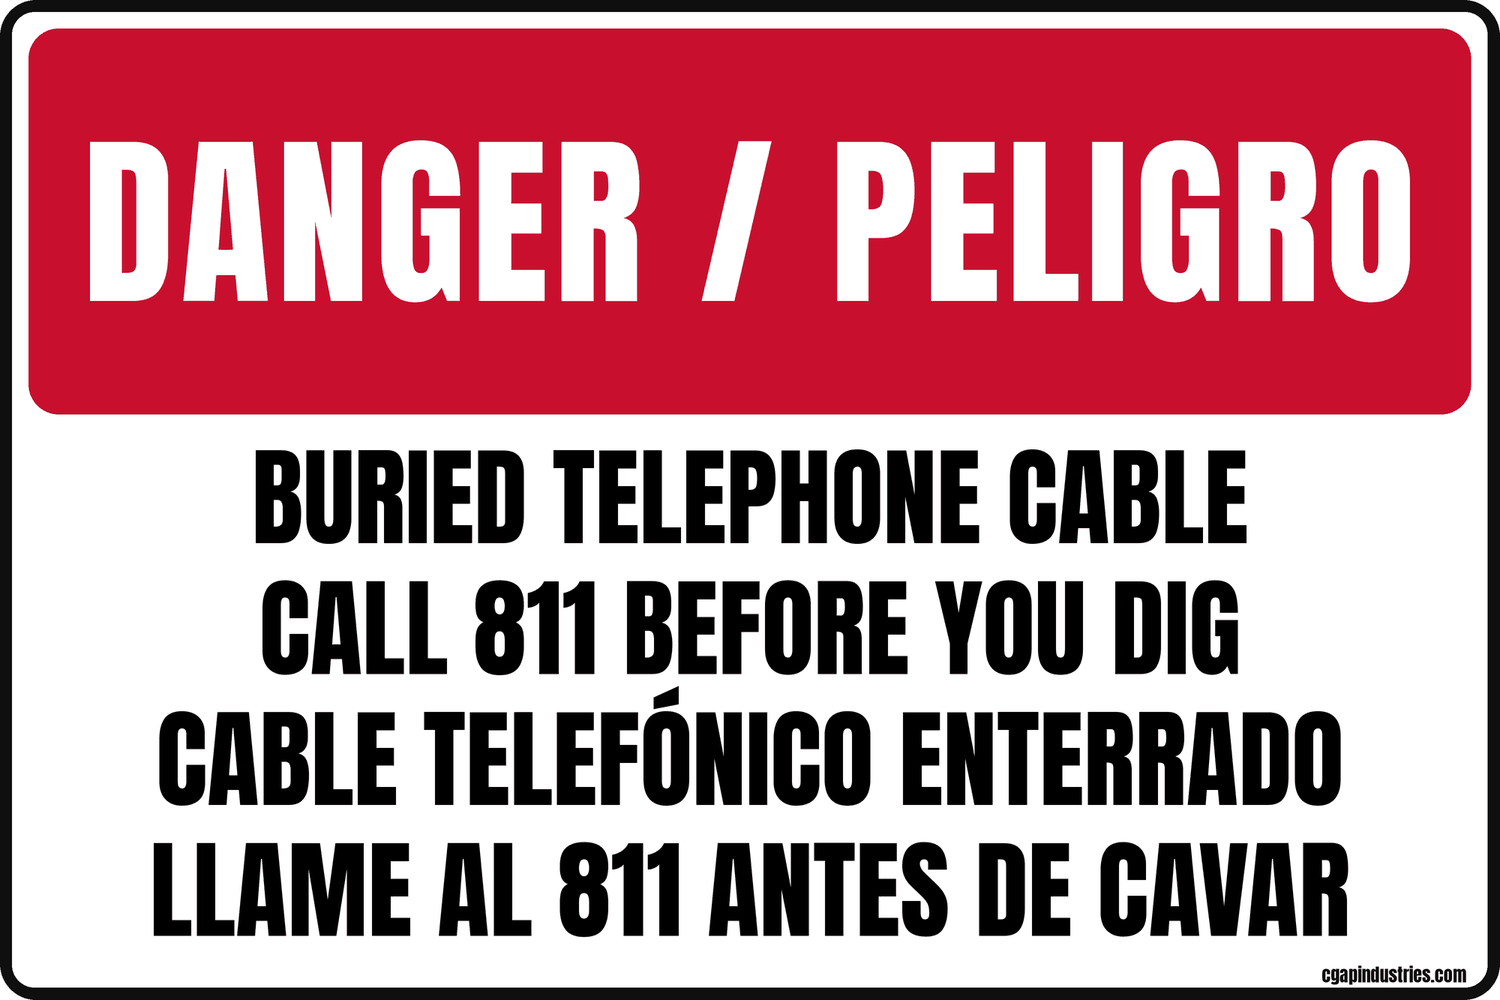 DANGER / PELIGRO
BURIED TELEPHONE CABLE
CALL 811 BEFORE YOU DIG
CABLE TELEFÓNICO ENTERRADO
LLAME AL 811 ANTES DE CAVAR
cgapindustries.com